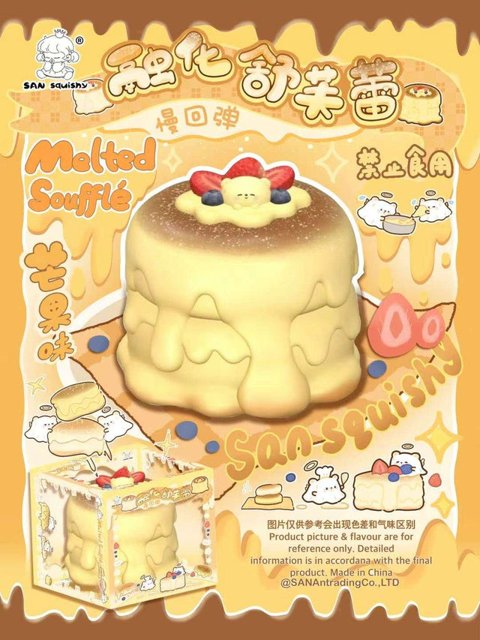 SAN squishy ®
融化 舒芙蕾
慢回弹
Melted
Soufflé
禁止食用
芒果味
San squishy
图片仅供参考会出现色差和气味区别
Product picture & flavour are for
reference only. Detailed
information is in accordana with the final
product. Made in China
@SANAntradingCo.,LTD